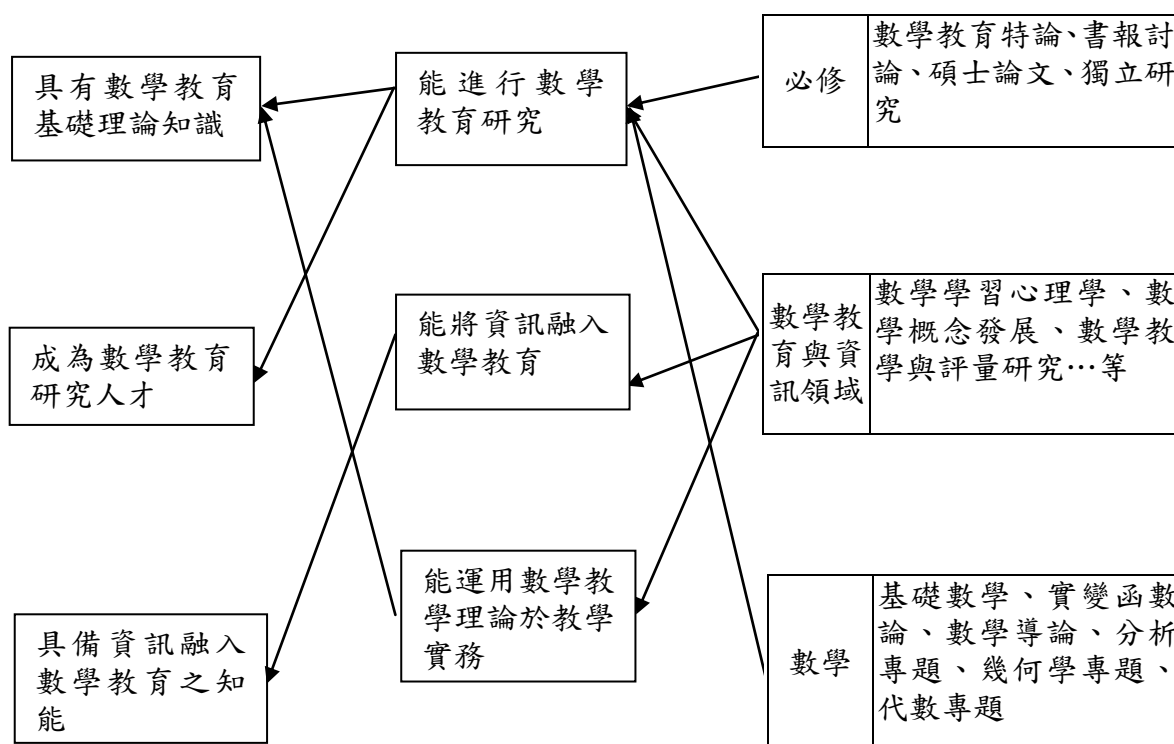 具有數學教育
基礎理論知識
成為數學教育
研究人才
具備資訊融入
數學教育之知
能
能進行數學
教育研究
能將資訊融入
數學教育
能運用數學教
學理論於教學
實務
必修
數學教育特論、書報討
論、碩士論文、獨立研
究
數學教
育與資
訊領域
數學學習心理學、數
學概念發展、數學教
學與評量研究…等
數學
基礎數學、實變函數
論、數學導論、分析
專題、幾何學專題、
代數專題